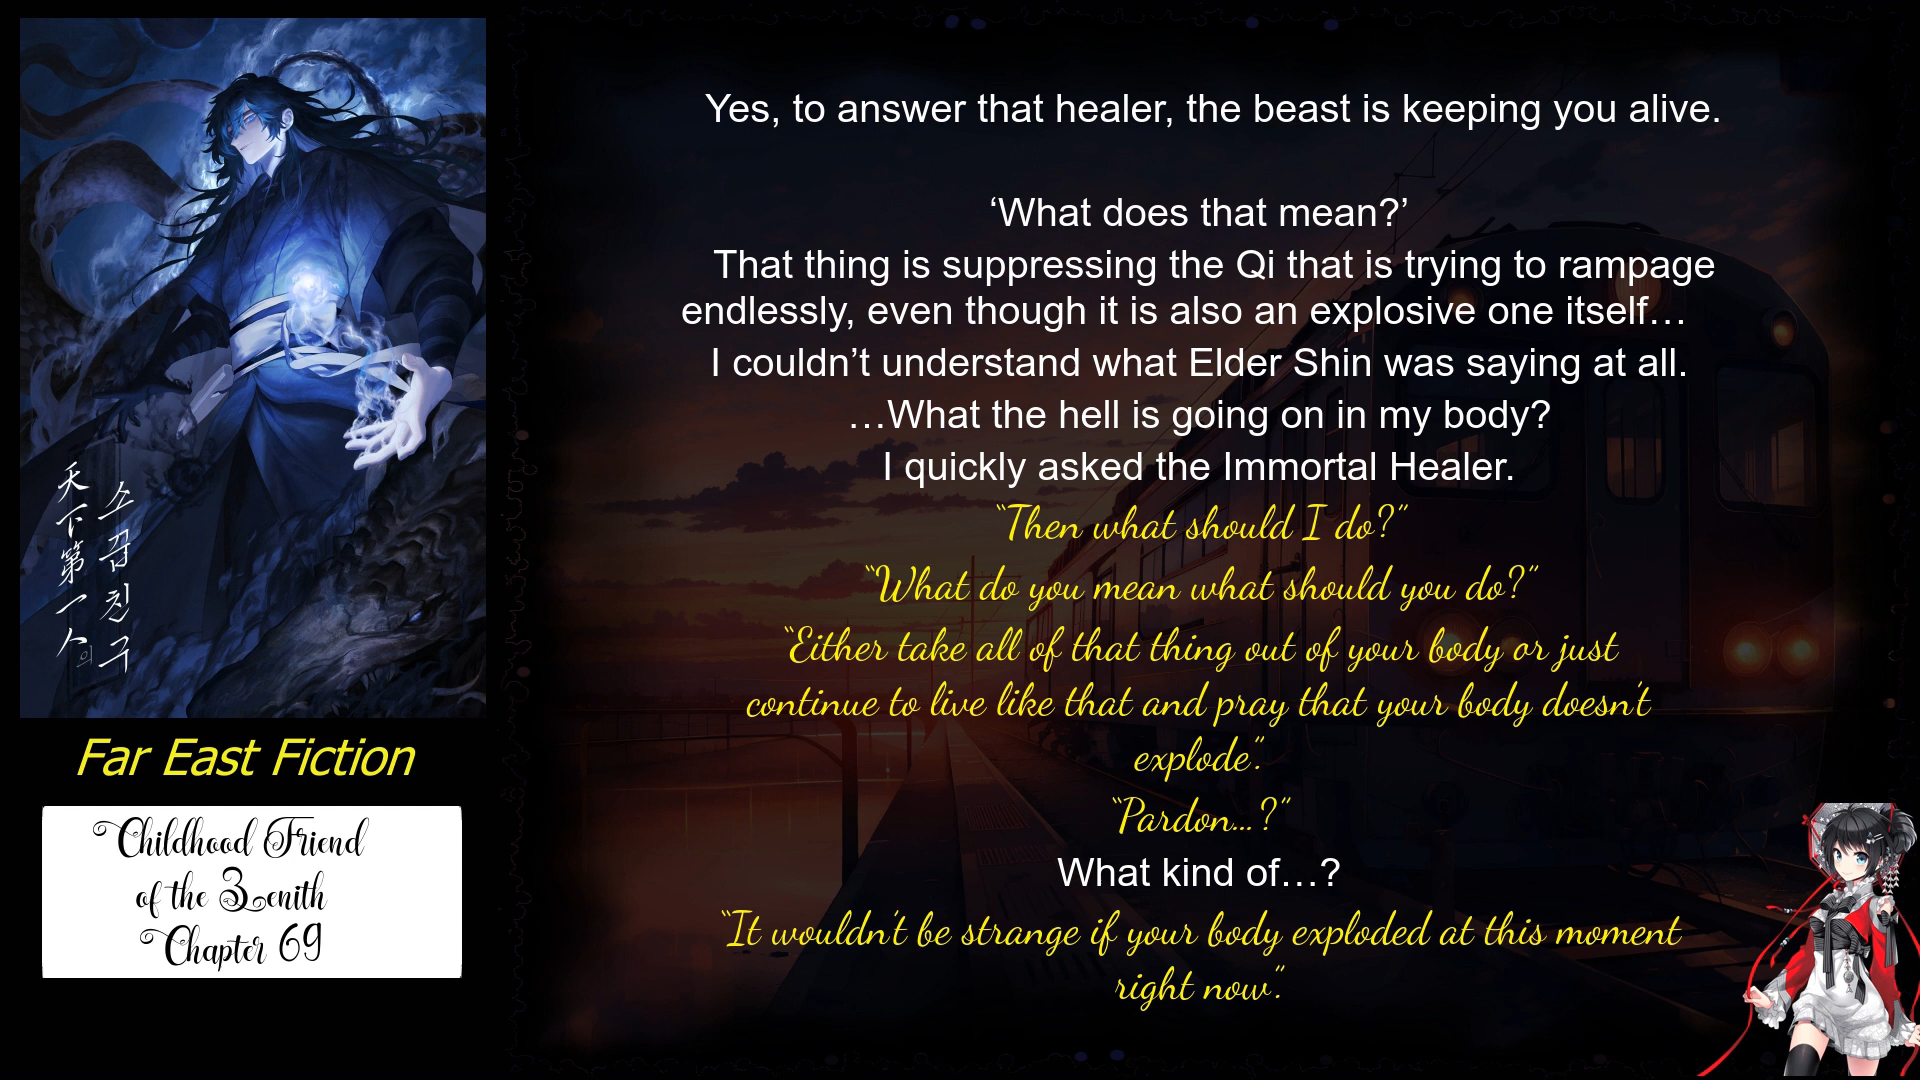 Yes, to answer that healer, the beast is keeping you alive.
‘What does that mean?’
That thing is suppressing the Qi that is trying to rampage
endlessly, even though it is also an explosive one itself…
I couldn’t understand what Elder Shin was saying at all.
…What the hell is going on in my body?
I quickly asked the Immortal Healer.
“Then what should I do?”
“What do you mean what should you do?”
“Either take all of that thing out of your body or just
continue to live like that and pray that your body doesn’t
explode”.
“Pardon…?”
What kind of…?
“It wouldn’t be strange if your body exploded at this moment
right now”.
天下第一人의
소꿉친구
Far East Fiction
Childhood Friend
of the Zenith
Chapter 69